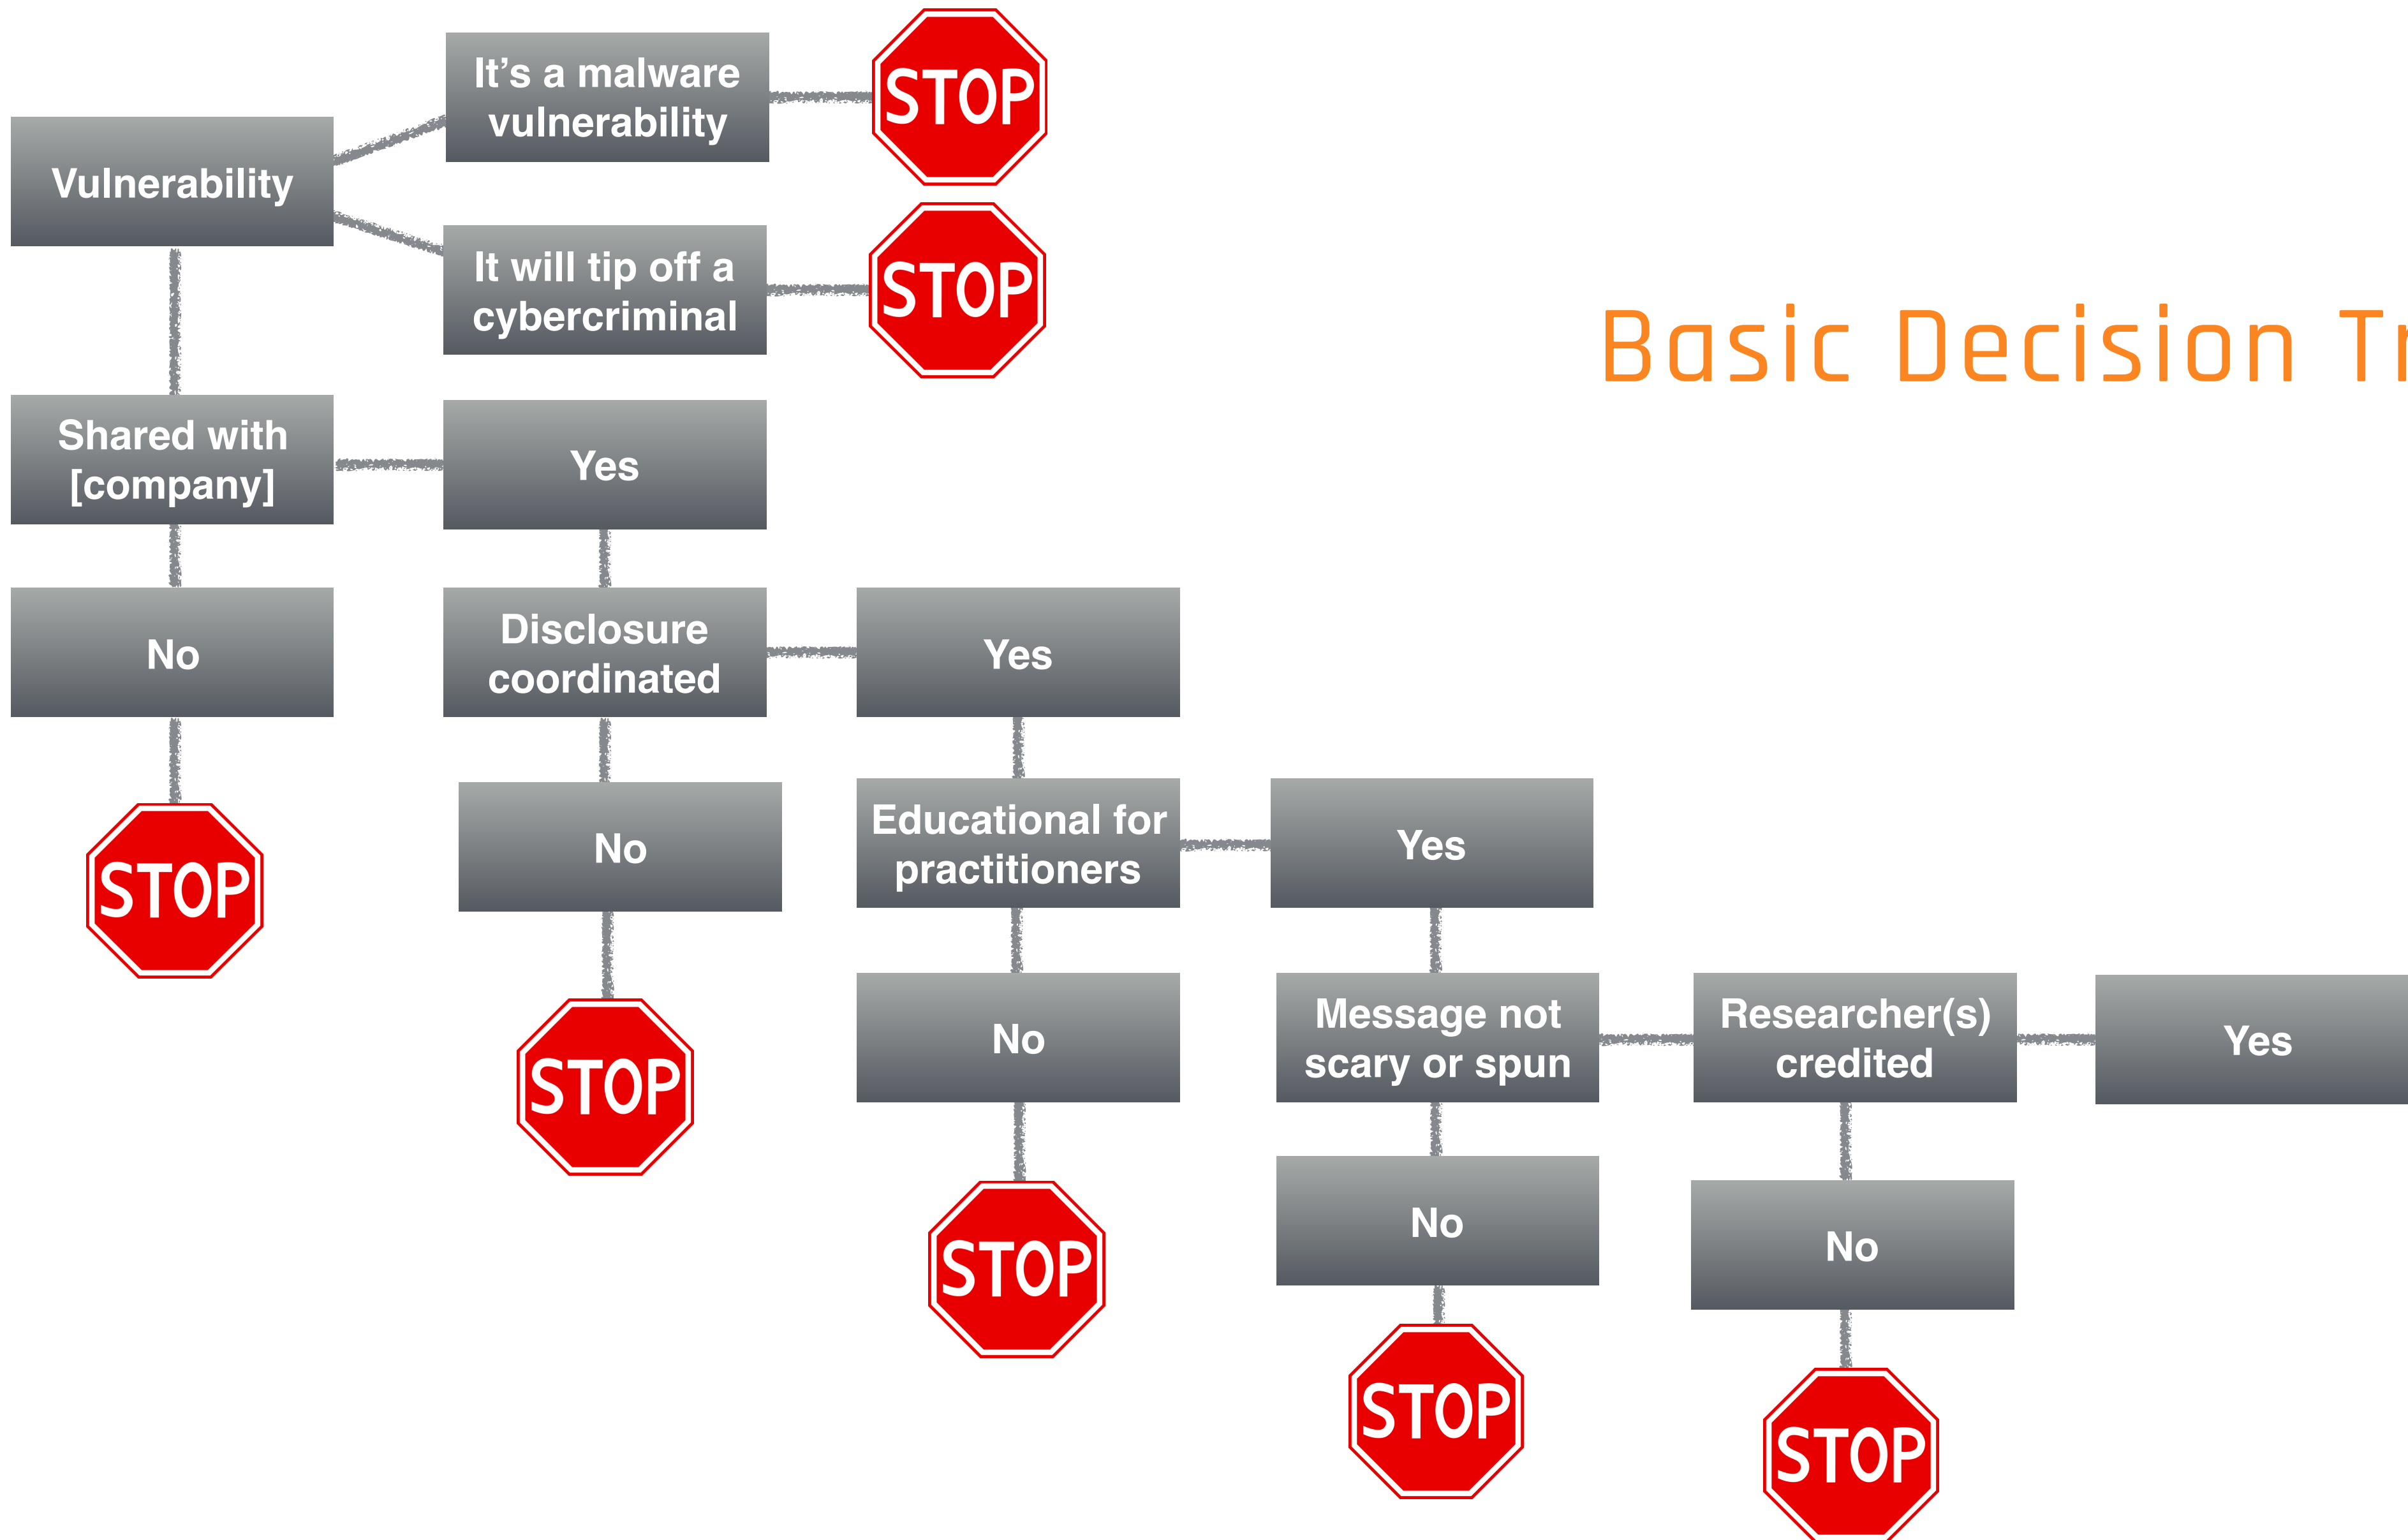 It's a malware
vulnerability
STOP
Vulnerability
It will tip off a
cybercriminal
STOP
Basic Decision
Shared with
[company]
Yes
No
Disclosure
coordinated
Yes
STOP
No
Educational for
practitioners
Yes
STOP
No
Message not
scary or spun
Researcher(s)
credited
Yes
STOP
No
No
STOP
STOP